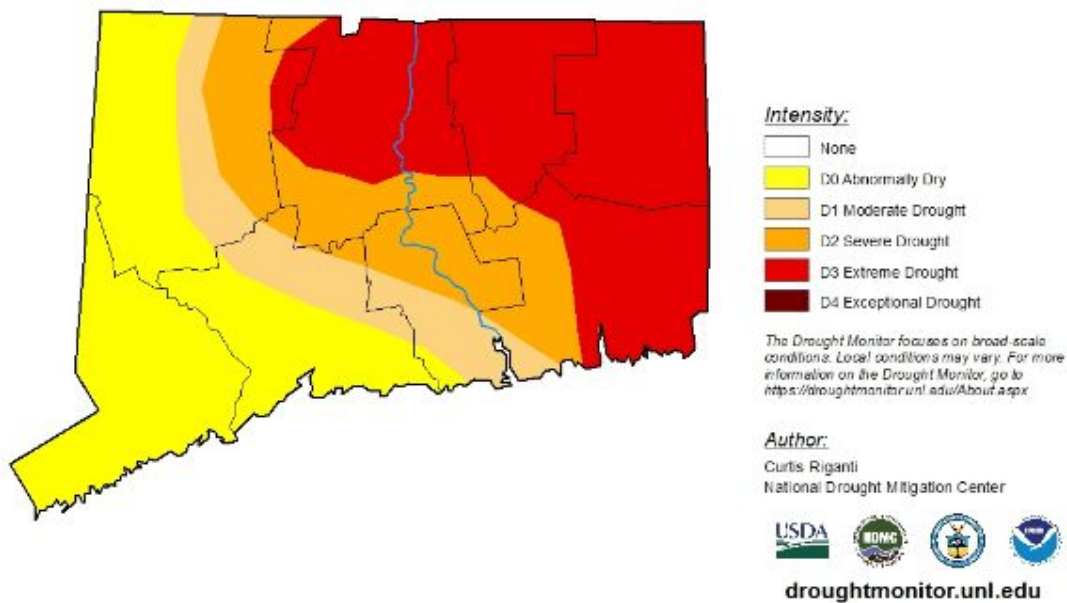 Intensity:
None
D0 Abnormally Dry
D1 Moderate Drought
D2 Severe Drought
D3 Extreme Drought
D4 Exceptional Drought
The Drought Monitor focuses on broad-scale
conditions. Local conditions may vary. For more
information on the Drought Monitor, go to
https://droughtmonitor.unl.edu/About.aspx
Author:
Curtis Riganti
National Drought Mitigation Center
USDA
NDMC
droughtmonitor.unl.edu